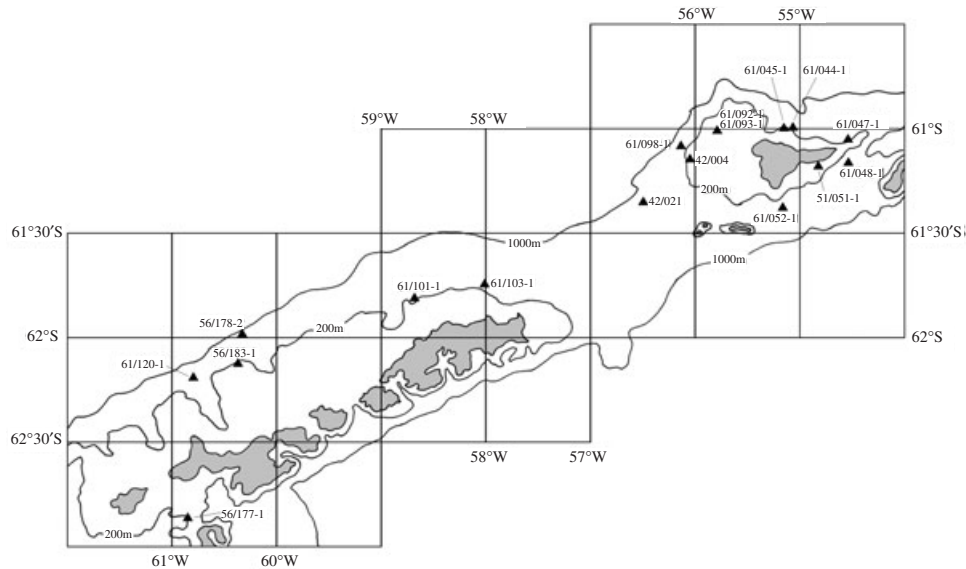 56°W
55°W
61/045-1
61/044-1
59°W
58°W
61/092-1
61/093-1
61/047-1
61°S
61/098-1
42/004
61/048-1
200m
42/021
51/051-1
61/052-1
61°30′S
1000m
61°30′S
1000m
61/101-1
61/103-1
56/178-2
200m
62°S
62°S
56/183-1
61/120-1
62°30′S
58°W
57°W
56/177-1
200m
61°W
60°W